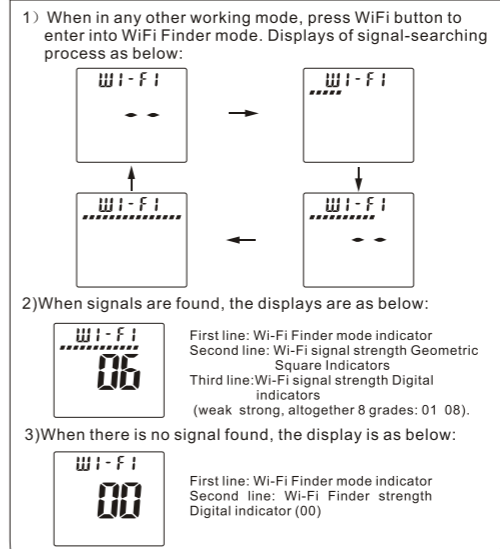 1）When in any other working mode, press WiFi button to
enter into WiFi Finder mode. Displays of signal-searching
process as below:
WI-FI
- -
WI-FI
WI-FI
WI-FI
- -
2)When signals are found, the displays are as below:
WI-FI
06
First line: Wi-Fi Finder mode indicator
Second line: Wi-Fi signal strength Geometric
Square Indicators
Third line:Wi-Fi signal strength Digital
indicators
(weak strong, altogether 8 grades: 01 08).
3)When there is no signal found, the display is as below:
WI-FI
00
First line: Wi-Fi Finder mode indicator
Second line: Wi-Fi Finder strength
Digital indicator (00)